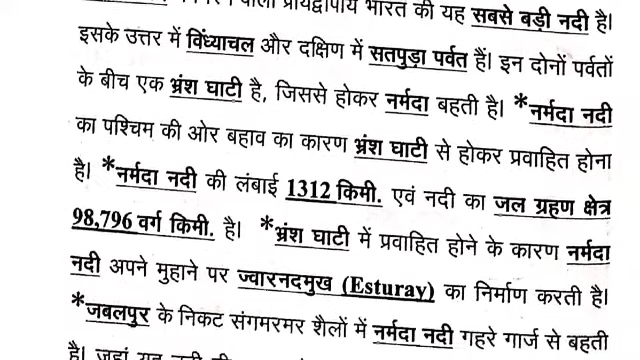 प्रायद्वीपीय भारत की यह सबसे बड़ी नदी है।
इसके उत्तर में विंध्याचल और दक्षिण में सतपुड़ा पर्वत हैं। इन दोनों पर्वतों
के बीच एक भ्रंश घाटी है, जिससे होकर नर्मदा बहती है। *नर्मदा नदी
का पश्चिम की ओर बहाव का कारण भ्रंश घाटी से होकर प्रवाहित होना
है। *नर्मदा नदी की लंबाई 1312 किमी. एवं नदी का जल ग्रहण क्षेत्र
98,796 वर्ग किमी. है। *भ्रंश घाटी में प्रवाहित होने के कारण नर्मदा
नदी अपने मुहाने पर ज्वारनदमुख (Esturay) का निर्माण करती है।
*जबलपुर के निकट संगमरमर शैलों में नर्मदा नदी गहरे गार्ज से बहती
है। जहां यह नदी